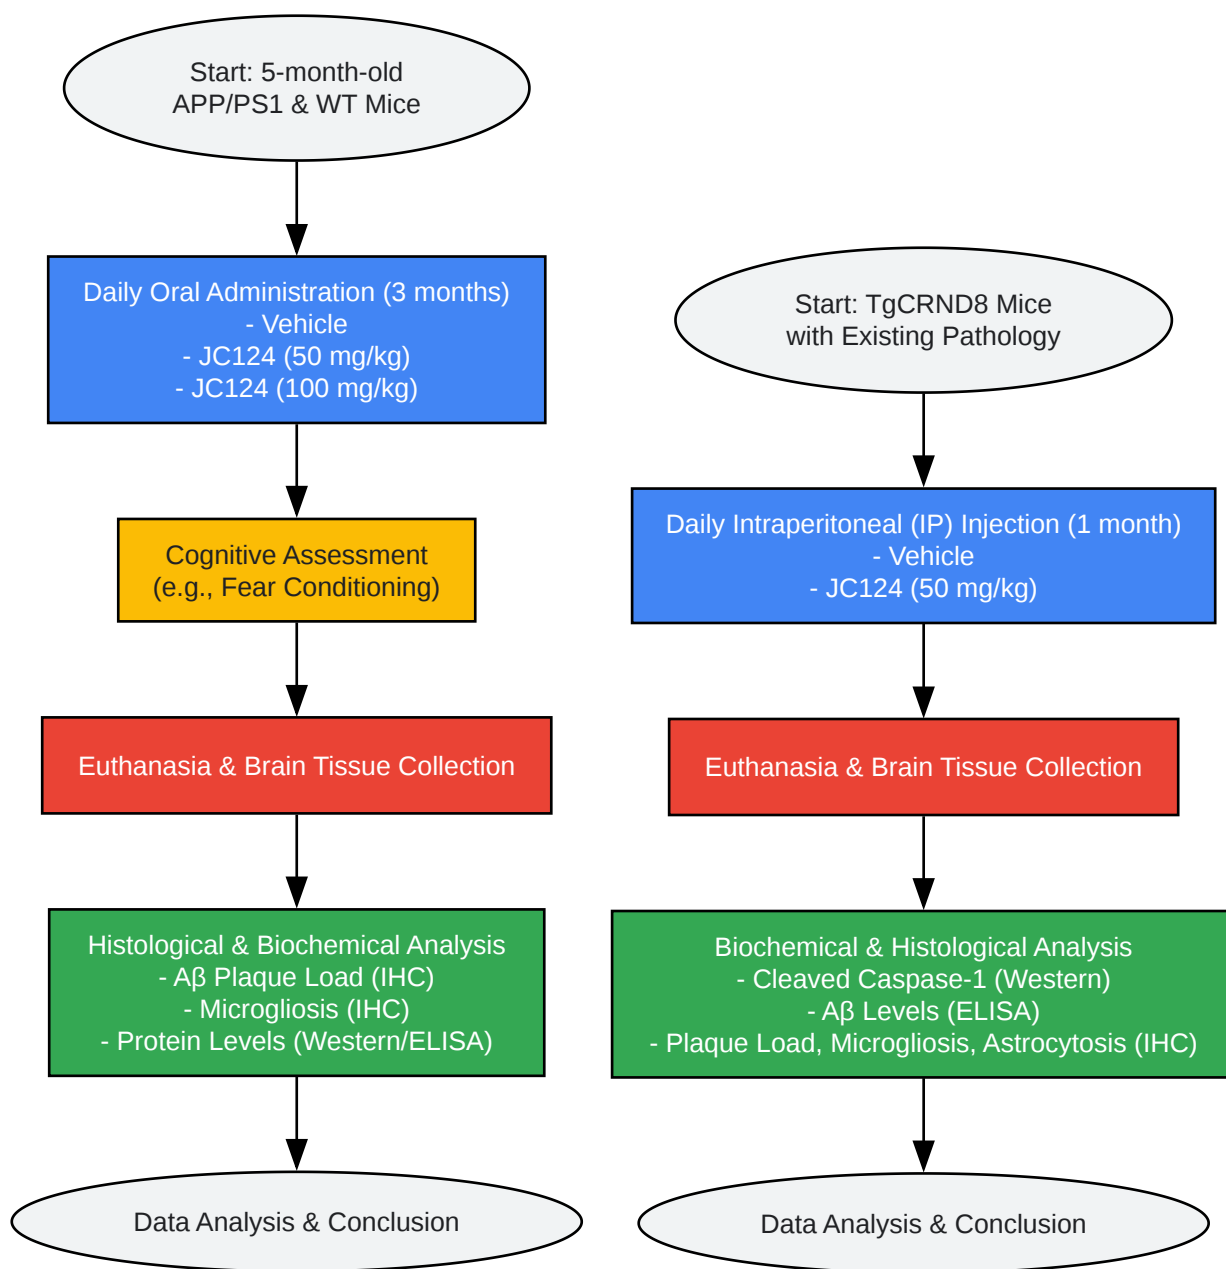 Start: 5-month-old
APP/PS1 & WT Mice
Daily Oral Administration (3 months)
- Vehicle
- JC124 (50 mg/kg)
- JC124 (100 mg/kg)
Cognitive Assessment
(e.g., Fear Conditioning)
Euthanasia & Brain Tissue Collection
Histological & Biochemical Analysis
- Aβ Plaque Load (IHC)
- Microgliosis (IHC)
- Protein Levels (Western/ELISA)
Data Analysis & Conclusion
Start: TgCRND8 Mice
with Existing Pathology
Daily Intraperitoneal (IP) Injection (1 month)
- Vehicle
- JC124 (50 mg/kg)
Euthanasia & Brain Tissue Collection
Biochemical & Histological Analysis
- Cleaved Caspase-1 (Western)
- Aβ Levels (ELISA)
- Plaque Load, Microgliosis, Astrocytosis (IHC)
Data Analysis & Conclusion